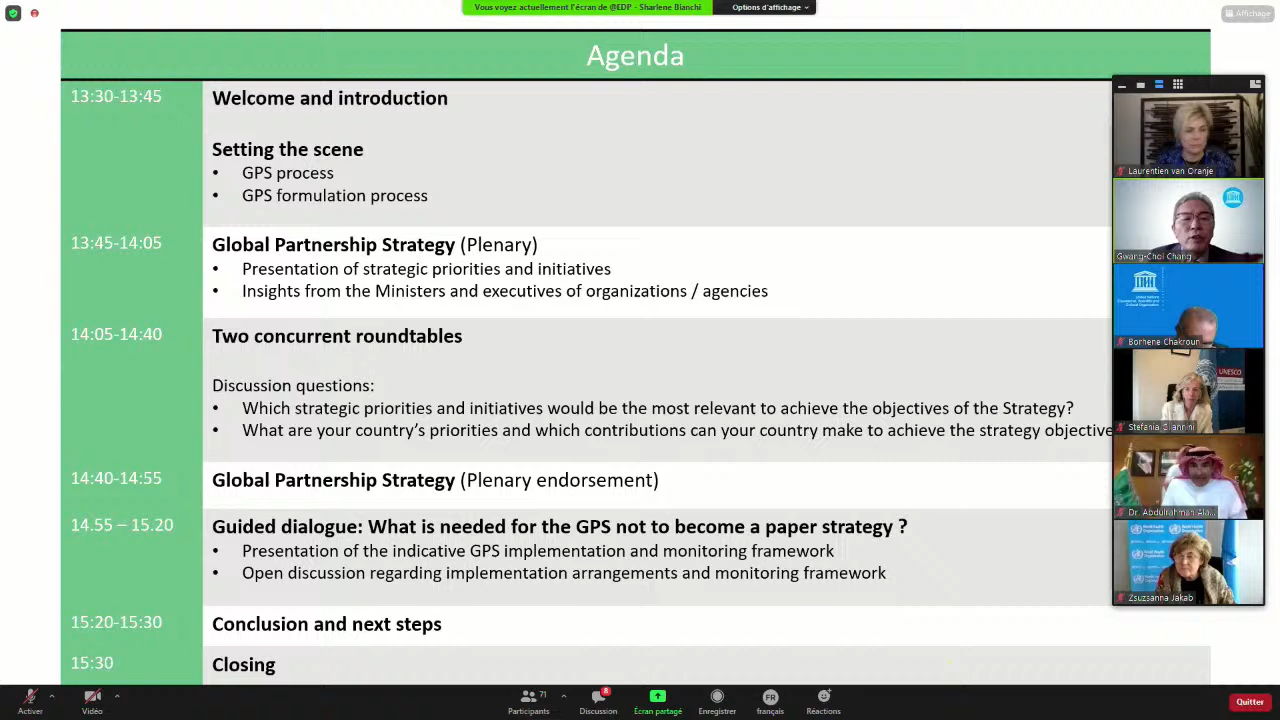 Vous voyez actuellement l'écran de @EDP - Sharlene Bianchi
Options d'affichage
Affichage
Agenda
13:30-13:45
Welcome and introduction
Setting the scene
• GPS process
• GPS formulation process
13:45-14:05
Global Partnership Strategy (Plenary)
• Presentation of strategic priorities and initiatives
• Insights from the Ministers and executives of organizations / agencies
14:05-14:40
Two concurrent roundtables
Discussion questions:
• Which strategic priorities and initiatives would be the most relevant to achieve the objectives of the Strategy?
• What are your country's priorities and which contributions can your country make to achieve the strategy objective
14:40-14:55
Global Partnership Strategy (Plenary endorsement)
14.55 – 15.20
Guided dialogue: What is needed for the GPS not to become a paper strategy ?
• Presentation of the indicative GPS implementation and monitoring framework
• Open discussion regarding implementation arrangements and monitoring framework
15:20-15:30
Conclusion and next steps
15:30
Closing
Laurentien van Oranje
Gwang-Chol Chang
Borhene Chakroun
UNESCO
Stefania Giannini
Dr. Abdulrahman Ala...
Zsuzsanna Jakab
Activer
Vidéo
71
Participants
8
Discussion
Écran partagé
Enregistrer
FR
français
Réactions
Quitter